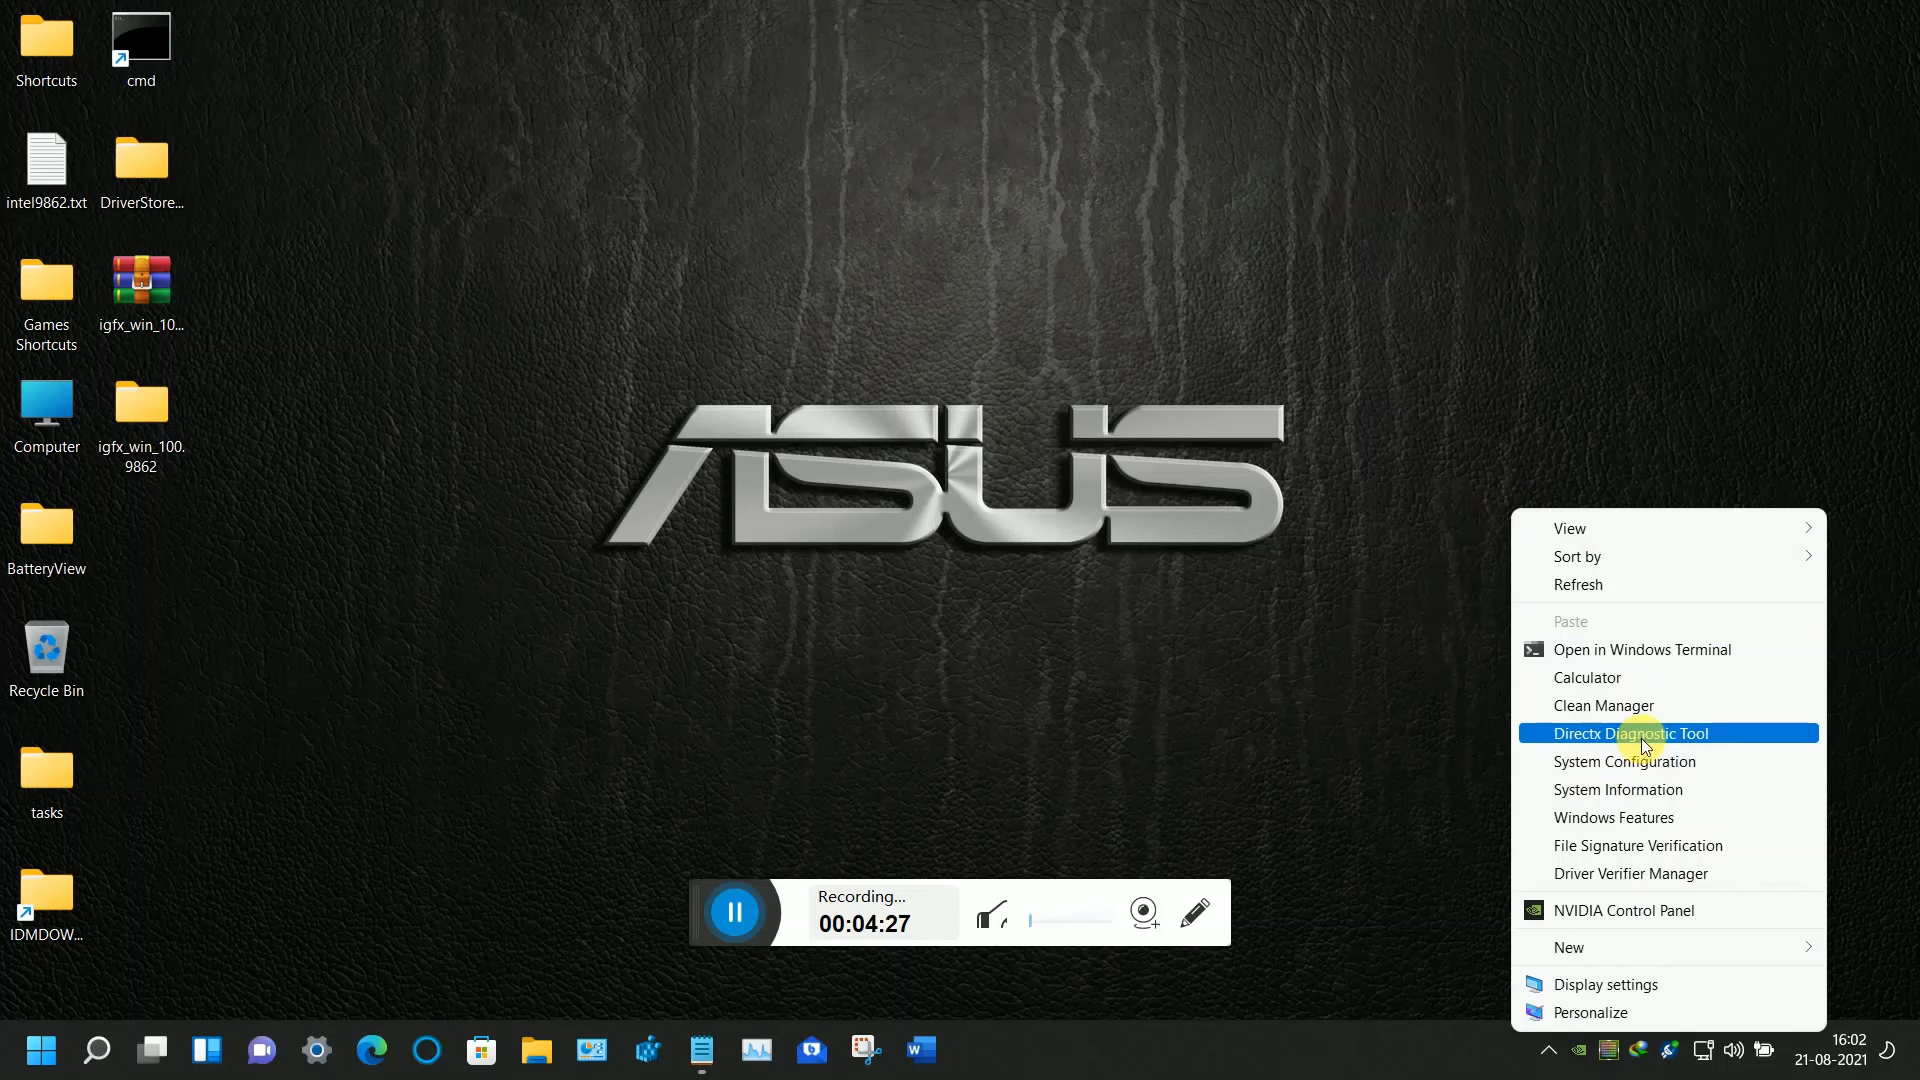 Shortcuts
cmd
intel9862.txt
DriverStore...
Games
Shortcuts
igfx_win_10...
Computer
igfx_win_100.
9862
BatteryView
Recycle Bin
tasks
IDMDOW...
ASUS
Recording...
00:04:27
View
Sort by
Refresh
Paste
Open in Windows Terminal
Calculator
Clean Manager
Directx Diagnostic Tool
System Configuration
System Information
Windows Features
File Signature Verification
Driver Verifier Manager
NVIDIA Control Panel
New
Display settings
Personalize
16:02
21-08-2021